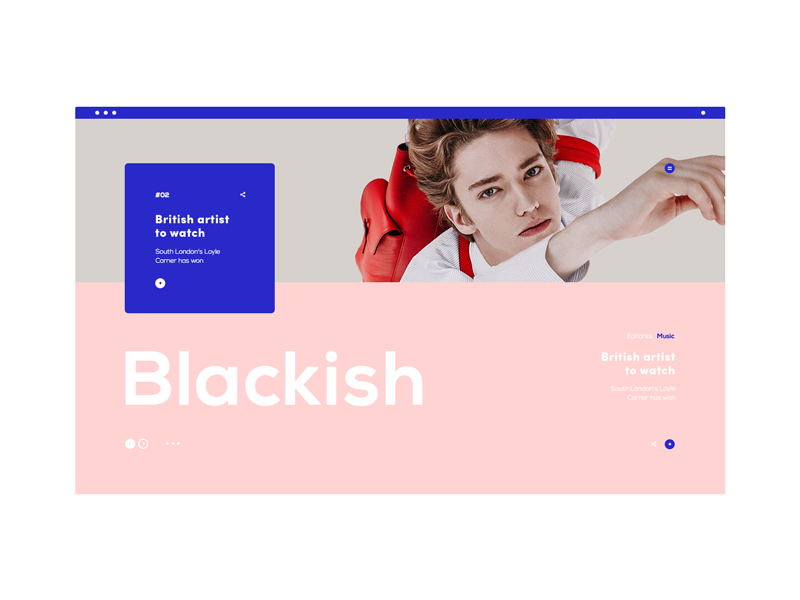 #02
British artist
to watch
South London's Loyle
Carner has won
Blackish
Editorial Music
British artist
to watch
South London's Loyle
Carner has won